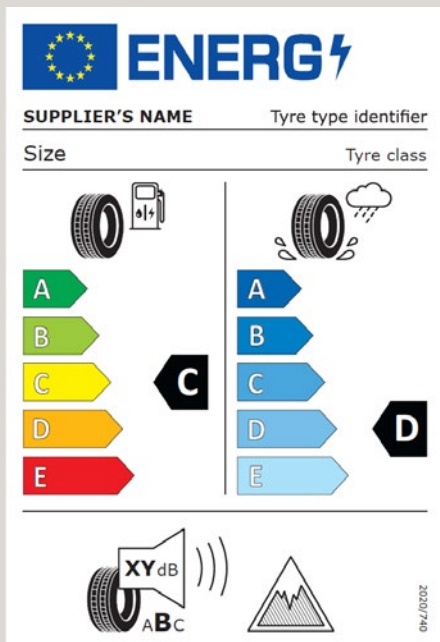 ENERG
SUPPLIER'S NAME Tyre type identifier
Size Tyre class
A
B
C
D
E
C
A
B
C
D
E
D
XYdB
ABC
2020/740